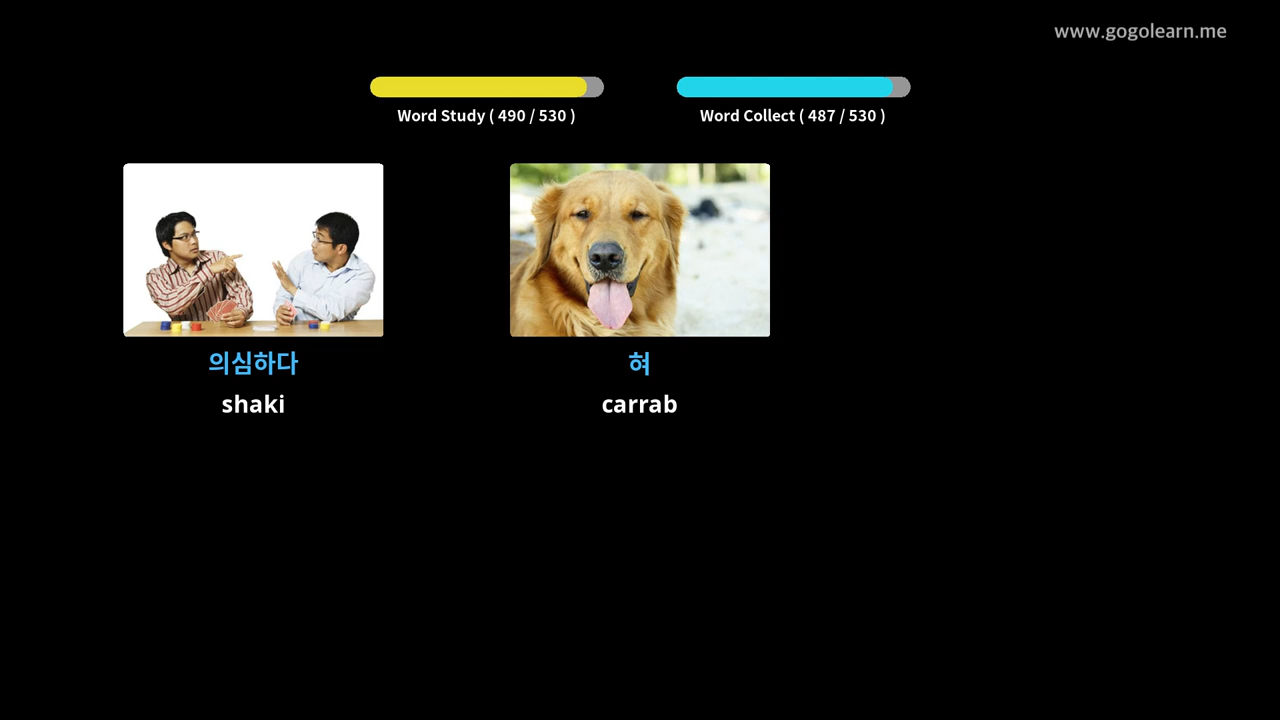 www.gogolearn.me
Word Study ( 490 / 530 )
Word Collect ( 487 / 530 )
의심하다
혀
shaki
carrab